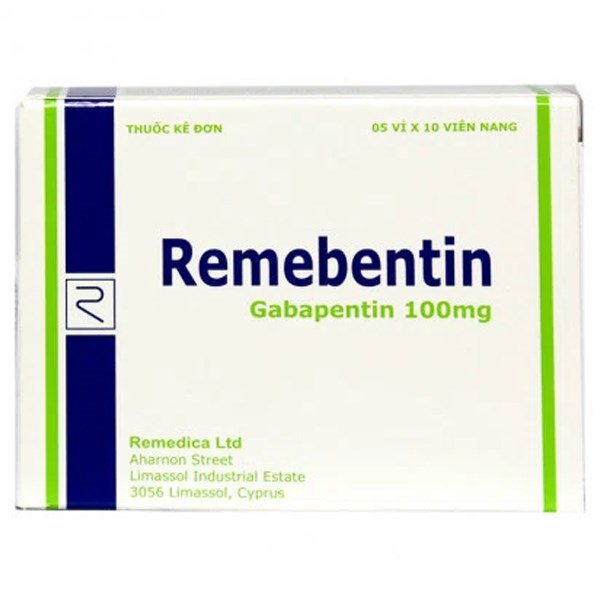 THUỐC KÊ ĐƠN
05 VỈ X 10 VIÊN NANG
Remebentin
Gabapentin 100mg
Remedica Ltd
Aharnon Street
Limassol Industrial Estate
3056 Limassol, Cyprus